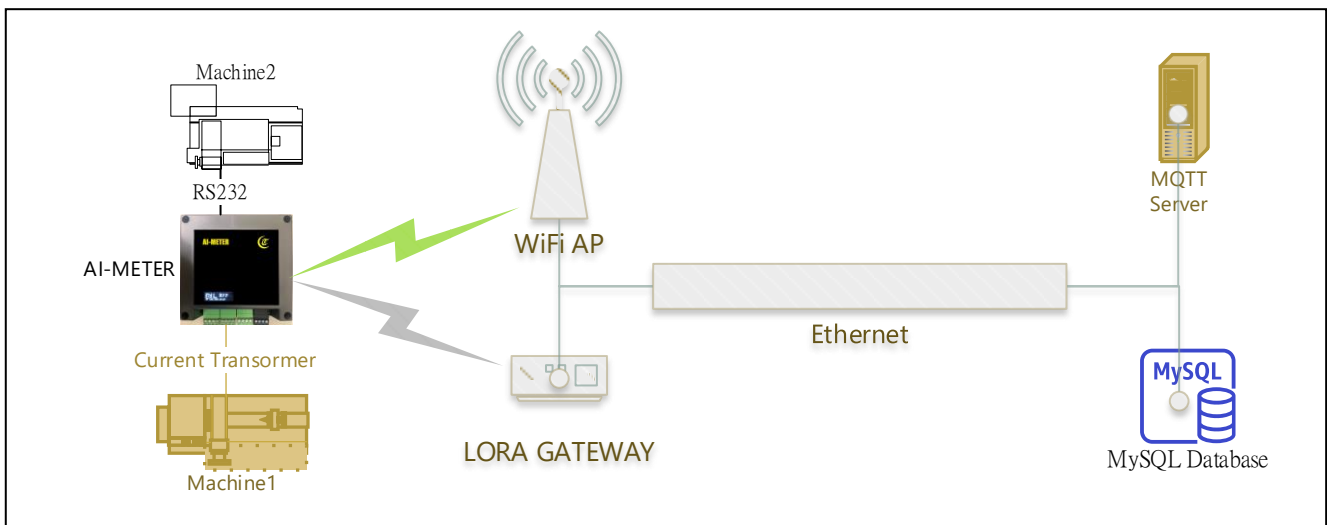 Machine2
RS232
AI-METER
AI-METER
Current Transormer
Machine1
WiFi AP
LORA GATEWAY
Ethernet
MQTT
Server
MySQL
MySQL Database